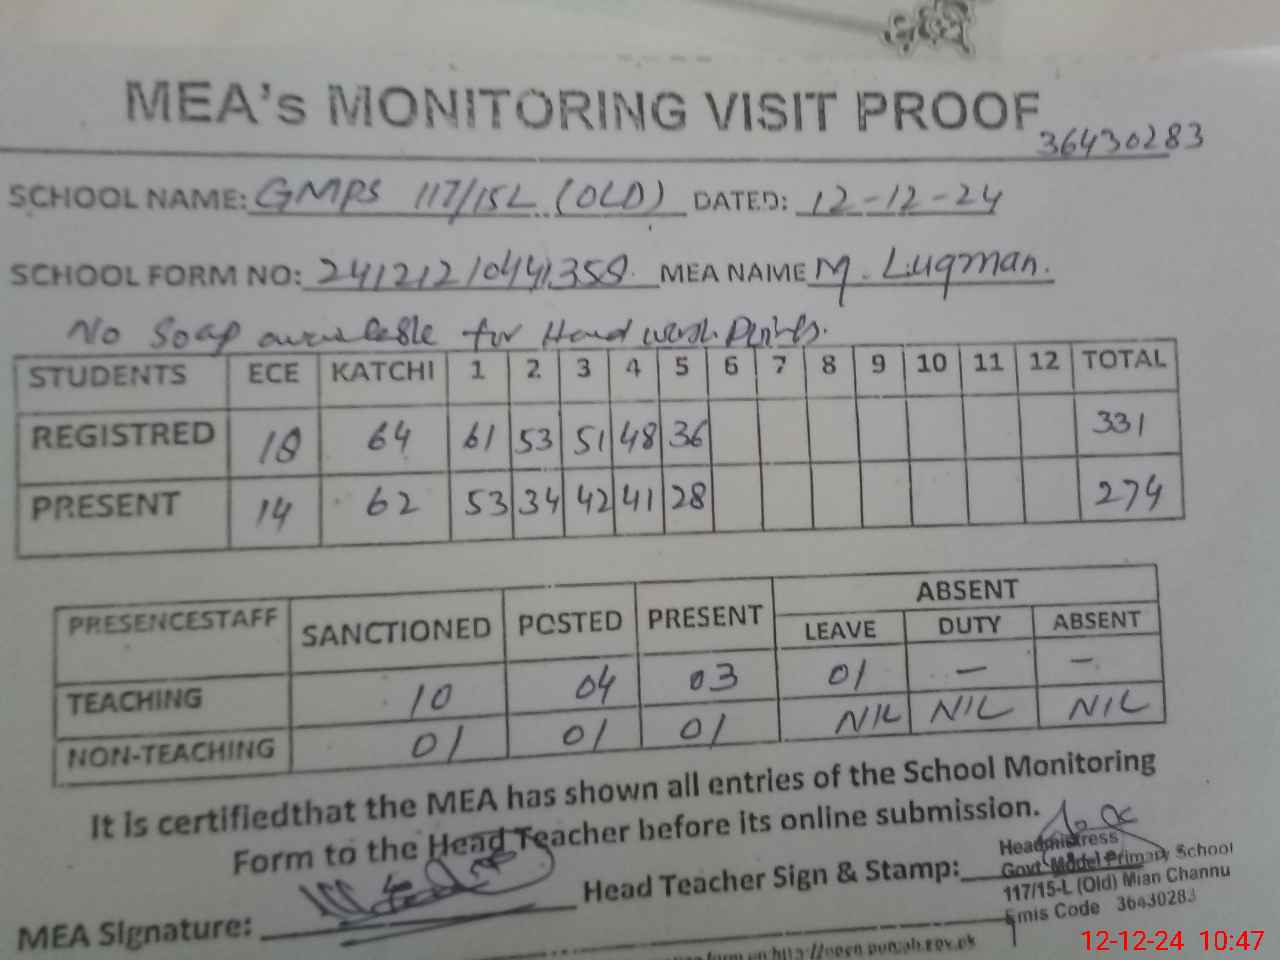 MEA's MONITORING VISIT PROOF
36430283
SCHOOL NAME: GMPS 117/15L (OLD) DATED: 12-12-24
SCHOOL FORM NO: 24121210441358 MEA NAME M. Luqman.
No Soap available for Hand wash Points.
STUDENTS ECE KATCHI 1 2 3 4 5 6 7 8 9 10 11 12 TOTAL
REGISTRED 18 64 61 53 51 48 36 331
PRESENT 14 62 53 34 42 41 28 274
PRESENCESTAFF SANCTIONED POSTED PRESENT ABSENT
LEAVE DUTY ABSENT
TEACHING 10 04 03 01 — —
NON-TEACHING 01 01 01 NIL NIL NIL
It is certifiedthat the MEA has shown all entries of the School Monitoring
Form to the Head Teacher before its online submission.
MEA Signature: Head Teacher Sign & Stamp:
Headmistress
Govt. Model Primary School
117/15-L (Old) Mian Channu
Emis Code 36430283
12-12-24 10:47